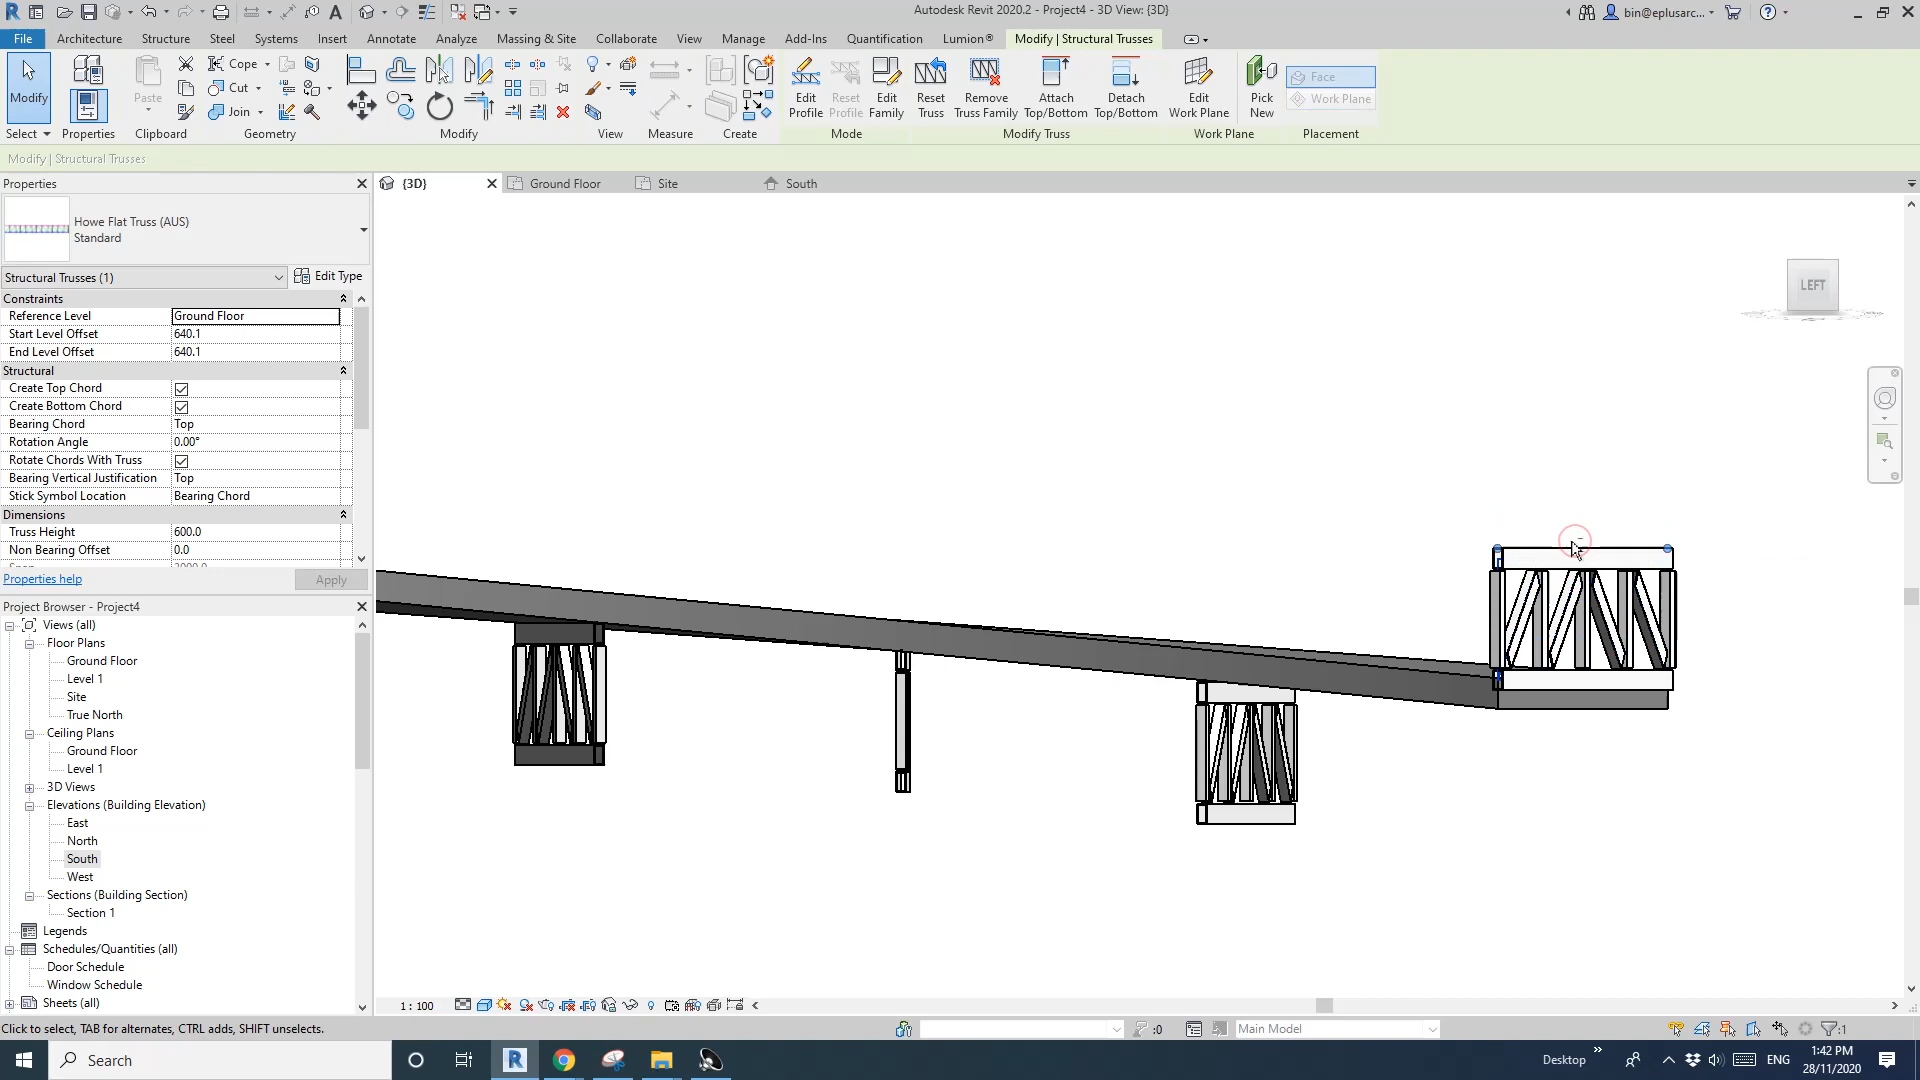 Autodesk Revit 2020.2 - Project4 - 3D View: {3D}
bin@eplusarc...
File Architecture Structure Steel Systems Insert Annotate Analyze Massing & Site Collaborate View Manage Add-Ins Quantification Lumion® Modify | Structural Trusses
Modify
Paste
Cope
Cut
Join
Edit Profile
Reset Profile
Edit Family
Reset Truss
Remove Truss Family
Attach Top/Bottom
Detach Top/Bottom
Edit Work Plane
Pick New
Face
Work Plane
Select Properties Clipboard Geometry Modify View Measure Create Mode Modify Truss Work Plane Placement
Modify | Structural Trusses
Properties
{3D} Ground Floor Site South
Howe Flat Truss (AUS)
Standard
Structural Trusses (1) Edit Type
Constraints
Reference Level Ground Floor
Start Level Offset 640.1
End Level Offset 640.1
Structural
Create Top Chord
Create Bottom Chord
Bearing Chord Top
Rotation Angle 0.00°
Rotate Chords With Truss
Bearing Vertical Justification Top
Stick Symbol Location Bearing Chord
Dimensions
Truss Height 600.0
Non Bearing Offset 0.0
Properties help Apply
LEFT
Project Browser - Project4
Views (all)
Floor Plans
Ground Floor
Level 1
Site
True North
Ceiling Plans
Ground Floor
Level 1
3D Views
Elevations (Building Elevation)
East
North
South
West
Sections (Building Section)
Section 1
Legends
Schedules/Quantities (all)
Door Schedule
Window Schedule
Sheets (all)
1 : 100
Click to select, TAB for alternates, CTRL adds, SHIFT unselects.
:0
Main Model
:1
Search
Desktop
ENG
1:42 PM
28/11/2020